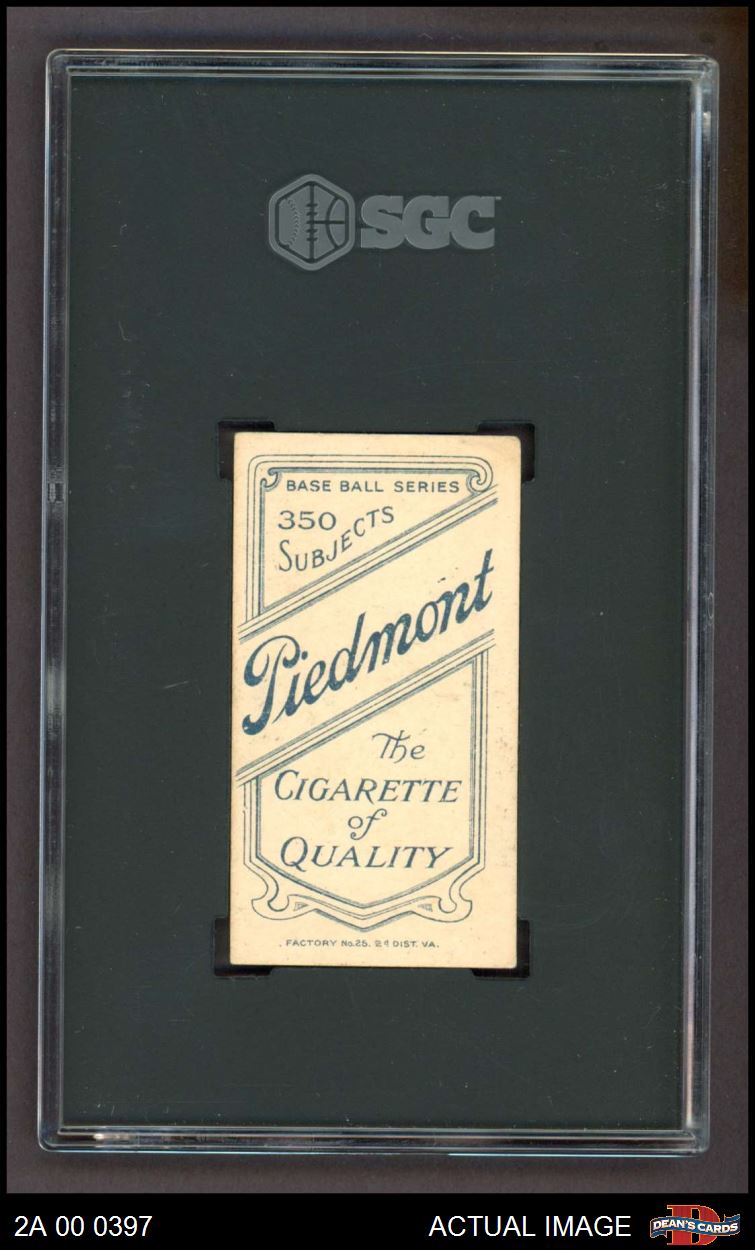 SGC
BASE BALL SERIES
350
SUBJECTS
Piedmont
The
CIGARETTE
of
QUALITY
FACTORY No. 25. 2d DIST. VA.
2A 00 0397 ACTUAL IMAGE DEAN'S CARDS